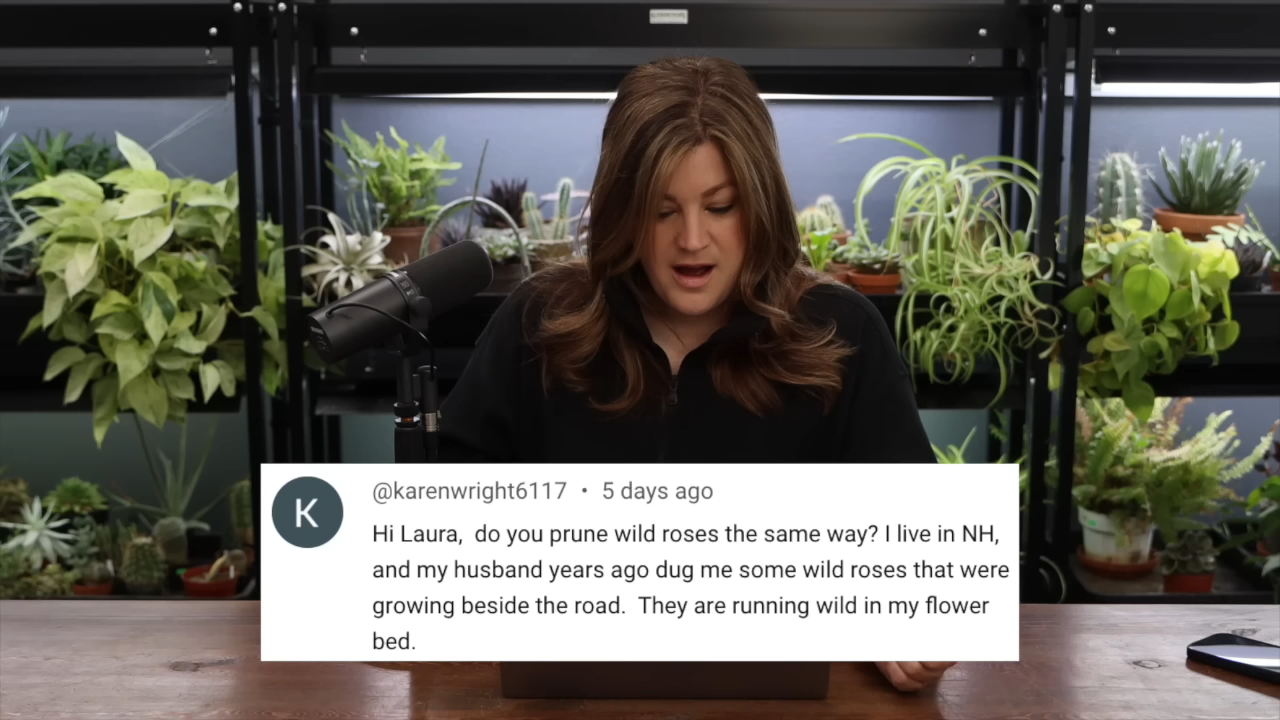 K
@karenwright6117 • 5 days ago
Hi Laura,  do you prune wild roses the same way? I live in NH,
and my husband years ago dug me some wild roses that were
growing beside the road.  They are running wild in my flower
bed.